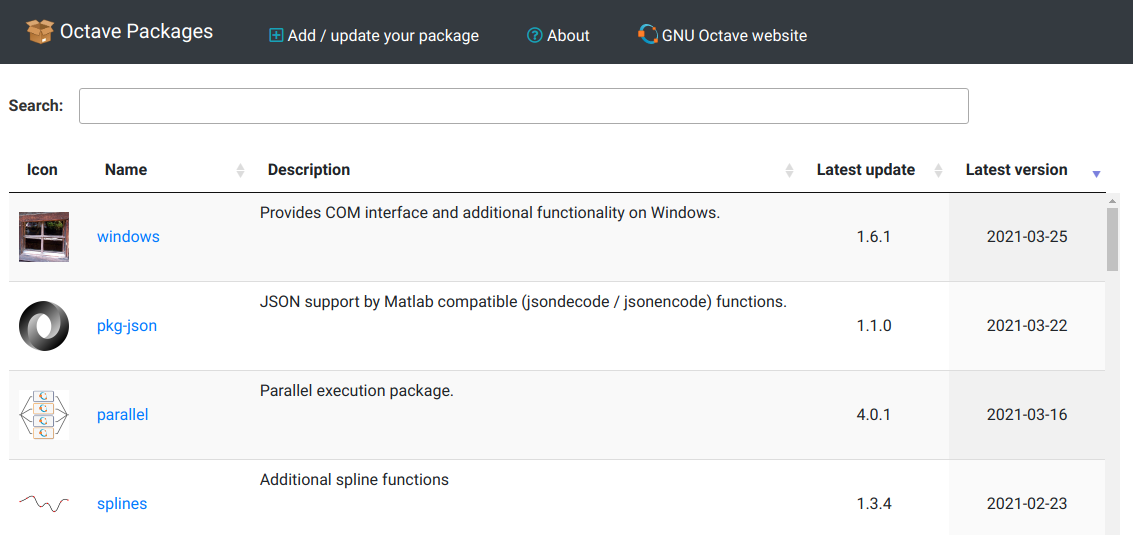 Octave Packages Add / update your package About GNU Octave website
Search:
Icon Name Description Latest update Latest version
Provides COM interface and additional functionality on Windows.
windows 1.6.1 2021-03-25
JSON support by Matlab compatible (jsondecode / jsonencode) functions.
pkg-json 1.1.0 2021-03-22
Parallel execution package.
parallel 4.0.1 2021-03-16
Additional spline functions
splines 1.3.4 2021-02-23